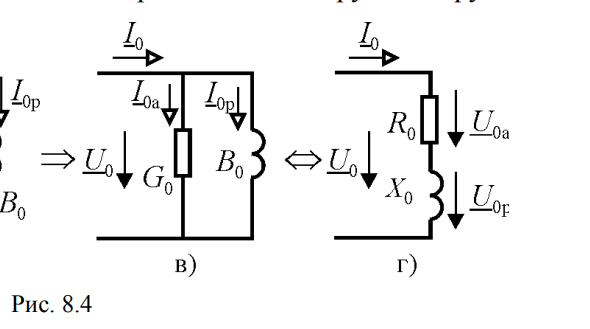 I₀ I₀
I₀ₚ I₀ₐ I₀ₚ R₀ U₀ₐ
U₀ G₀ B₀ U₀ X₀
B₀ U₀ₚ
в) г)
Рис. 8.4